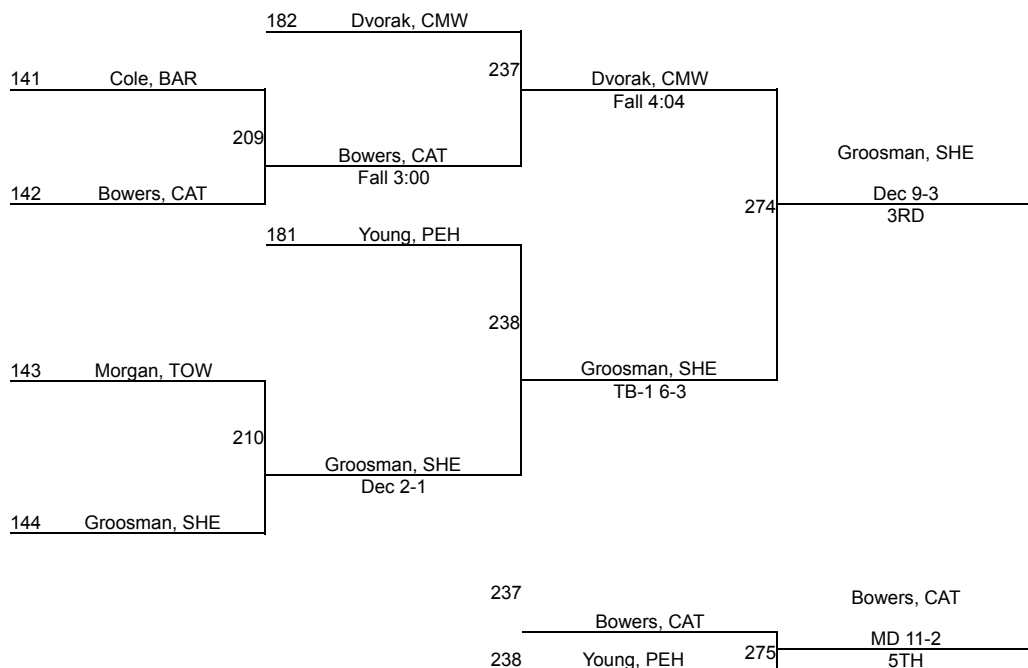 182 Dvorak, CMW
237
141 Cole, BAR
Dvorak, CMW
Fall 4:04
209
Bowers, CAT
Fall 3:00
Groosman, SHE
142 Bowers, CAT
274
Dec 9-3
3RD
181 Young, PEH
238
143 Morgan, TOW
Groosman, SHE
TB-1 6-3
210
Groosman, SHE
Dec 2-1
144 Groosman, SHE
237
Bowers, CAT
Bowers, CAT
MD 11-2
238 Young, PEH
275
5TH